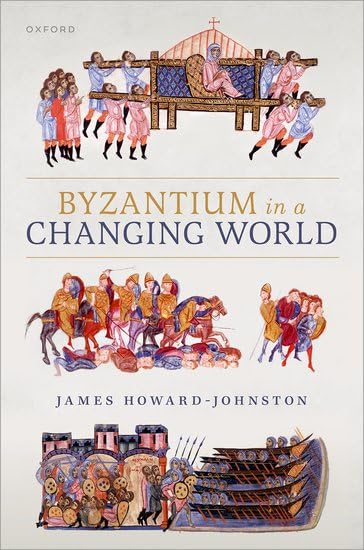 OXFORD
BYZANTIUM in a
CHANGING WORLD
JAMES HOWARD-JOHNSTON